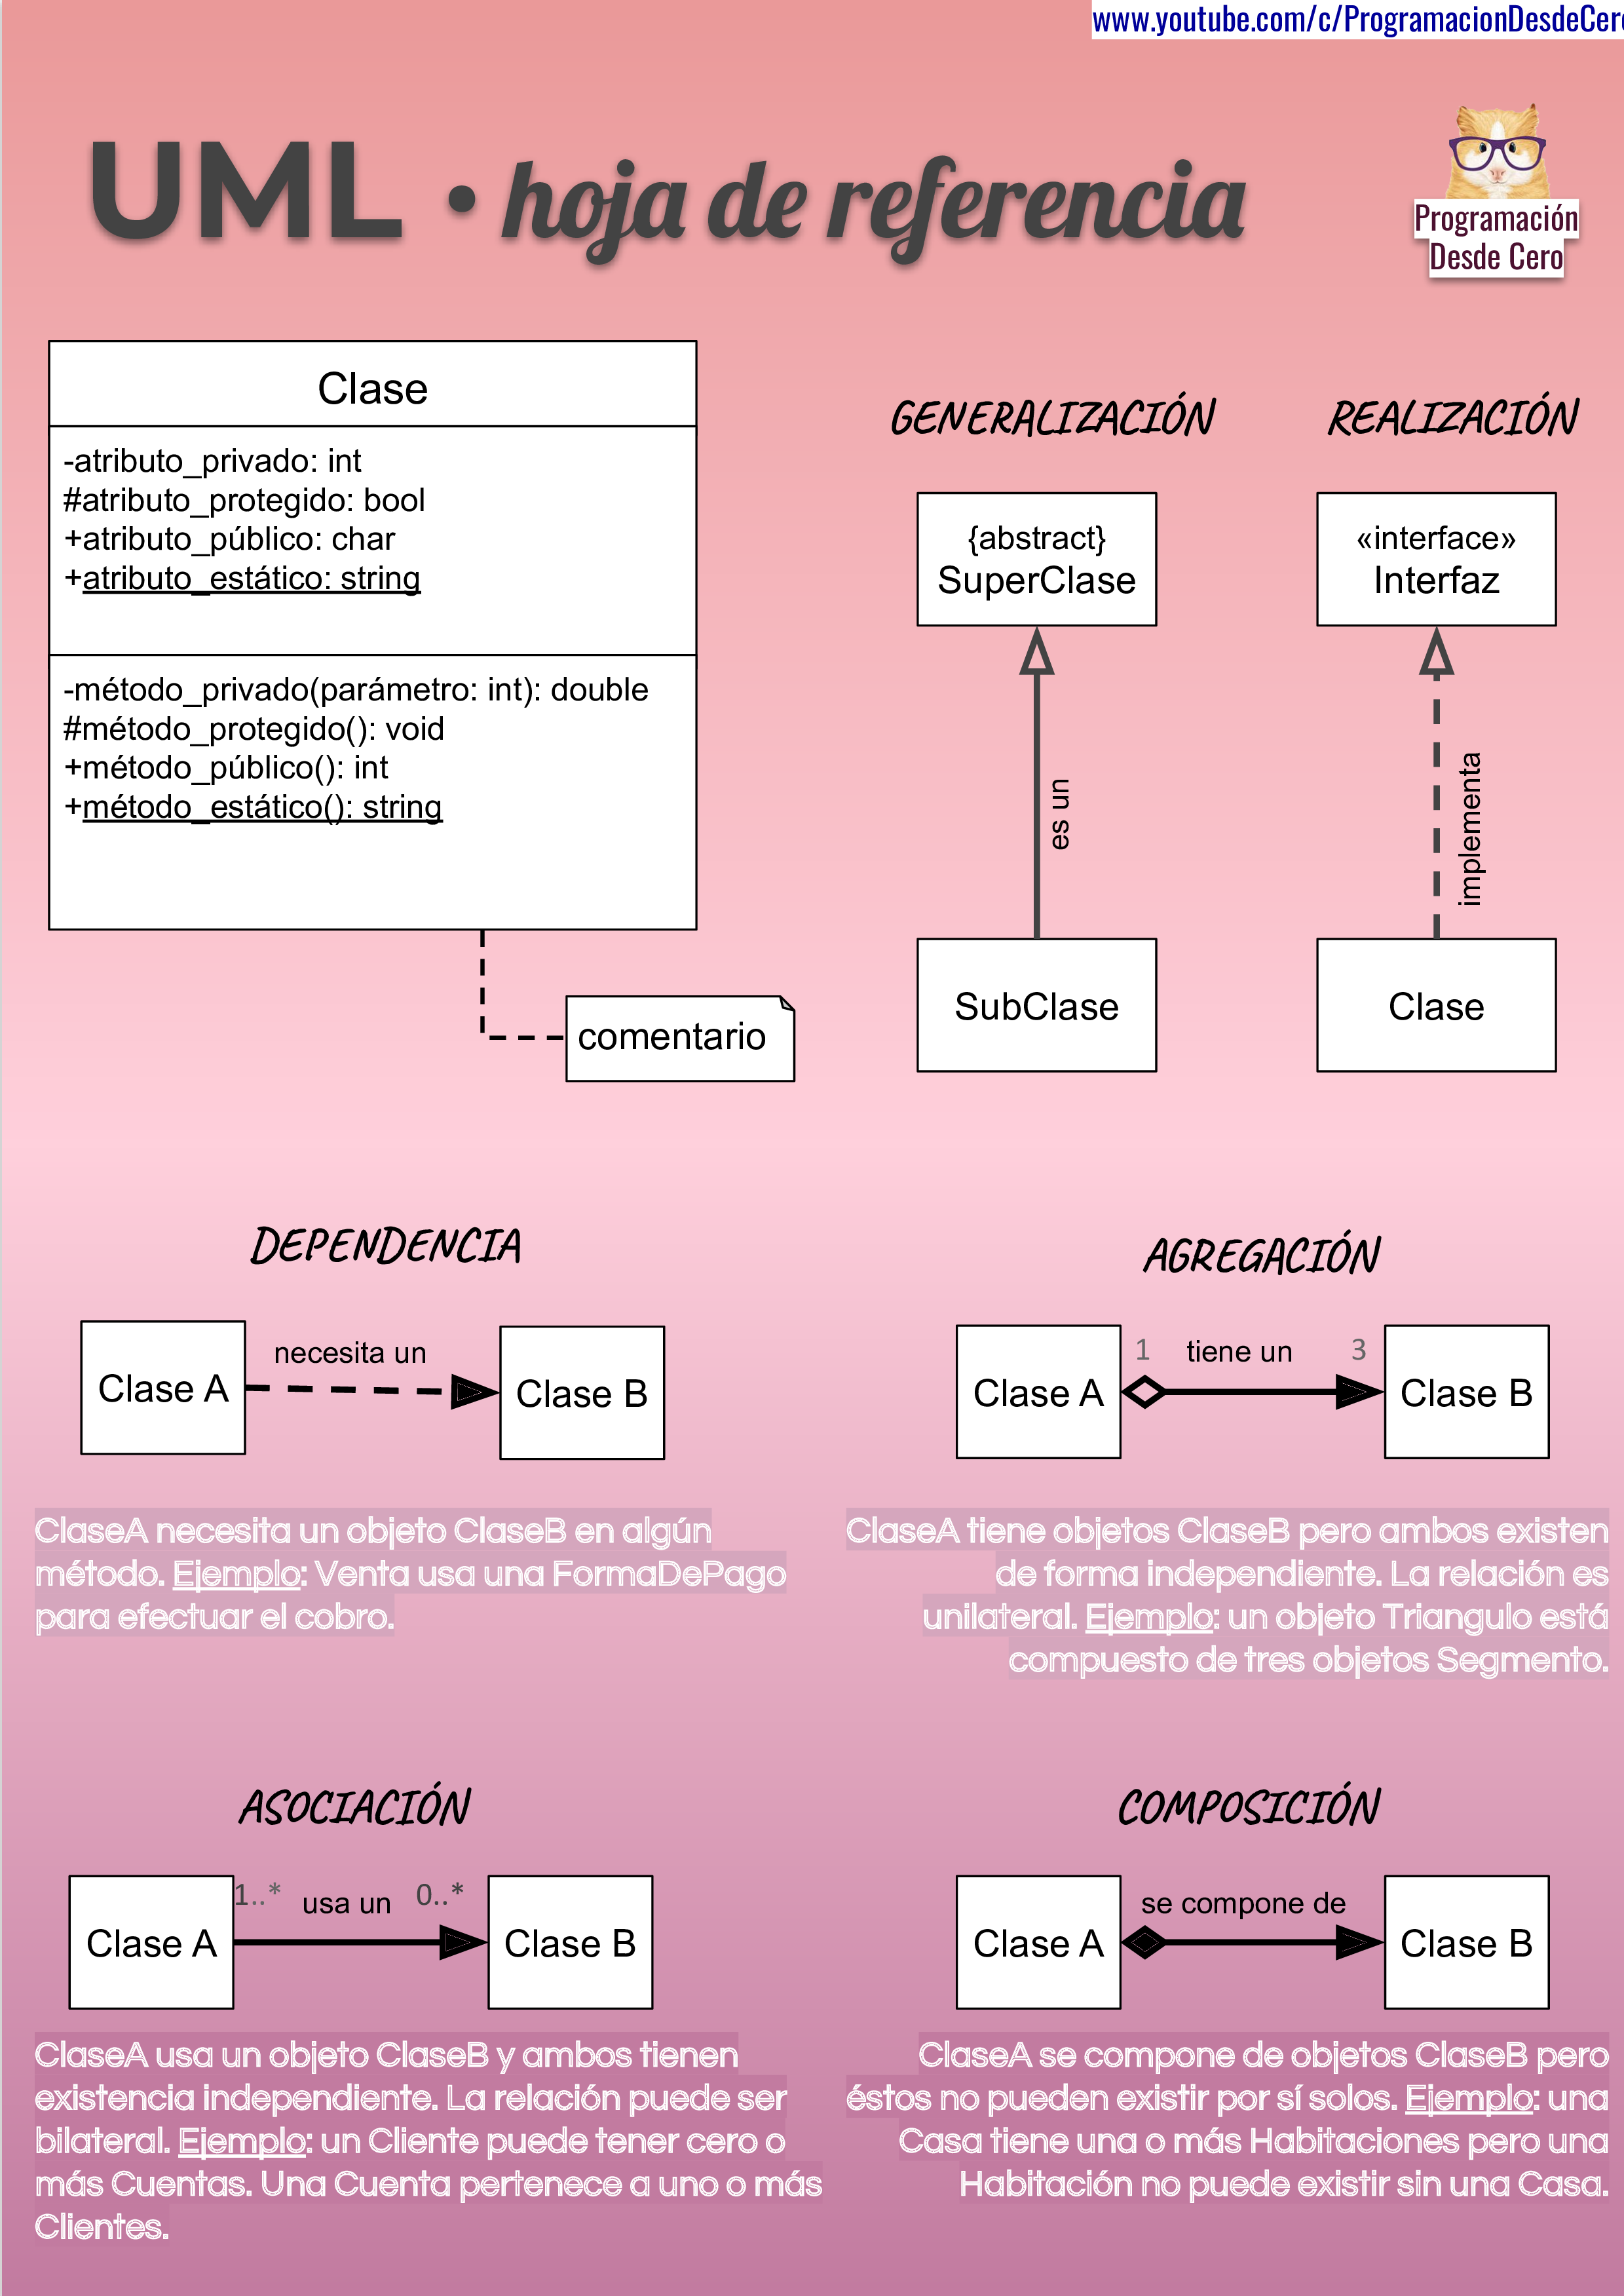 www.youtube.com/c/ProgramacionDesdeCero
UML • hoja de referencia
Programación
Desde Cero
Clase
-atributo_privado: int
#atributo_protegido: bool
+atributo_público: char
+atributo_estático: string
-método_privado(parámetro: int): double
#método_protegido(): void
+método_público(): int
+método_estático(): string
comentario
GENERALIZACIÓN
{abstract}
SuperClase
es un
SubClase
REALIZACIÓN
«interface»
Interfaz
implementa
Clase
DEPENDENCIA
Clase A
necesita un
Clase B
ClaseA necesita un objeto ClaseB en algún
método. Ejemplo: Venta usa una FormaDePago
para efectuar el cobro.
AGREGACIÓN
Clase A
1 tiene un 3
Clase B
ClaseA tiene objetos ClaseB pero ambos existen
de forma independiente. La relación es
unilateral. Ejemplo: un objeto Triangulo está
compuesto de tres objetos Segmento.
ASOCIACIÓN
Clase A
1..* usa un 0..*
Clase B
ClaseA usa un objeto ClaseB y ambos tienen
existencia independiente. La relación puede ser
bilateral. Ejemplo: un Cliente puede tener cero o
más Cuentas. Una Cuenta pertenece a uno o más
Clientes.
COMPOSICIÓN
Clase A
se compone de
Clase B
ClaseA se compone de objetos ClaseB pero
éstos no pueden existir por sí solos. Ejemplo: una
Casa tiene una o más Habitaciones pero una
Habitación no puede existir sin una Casa.